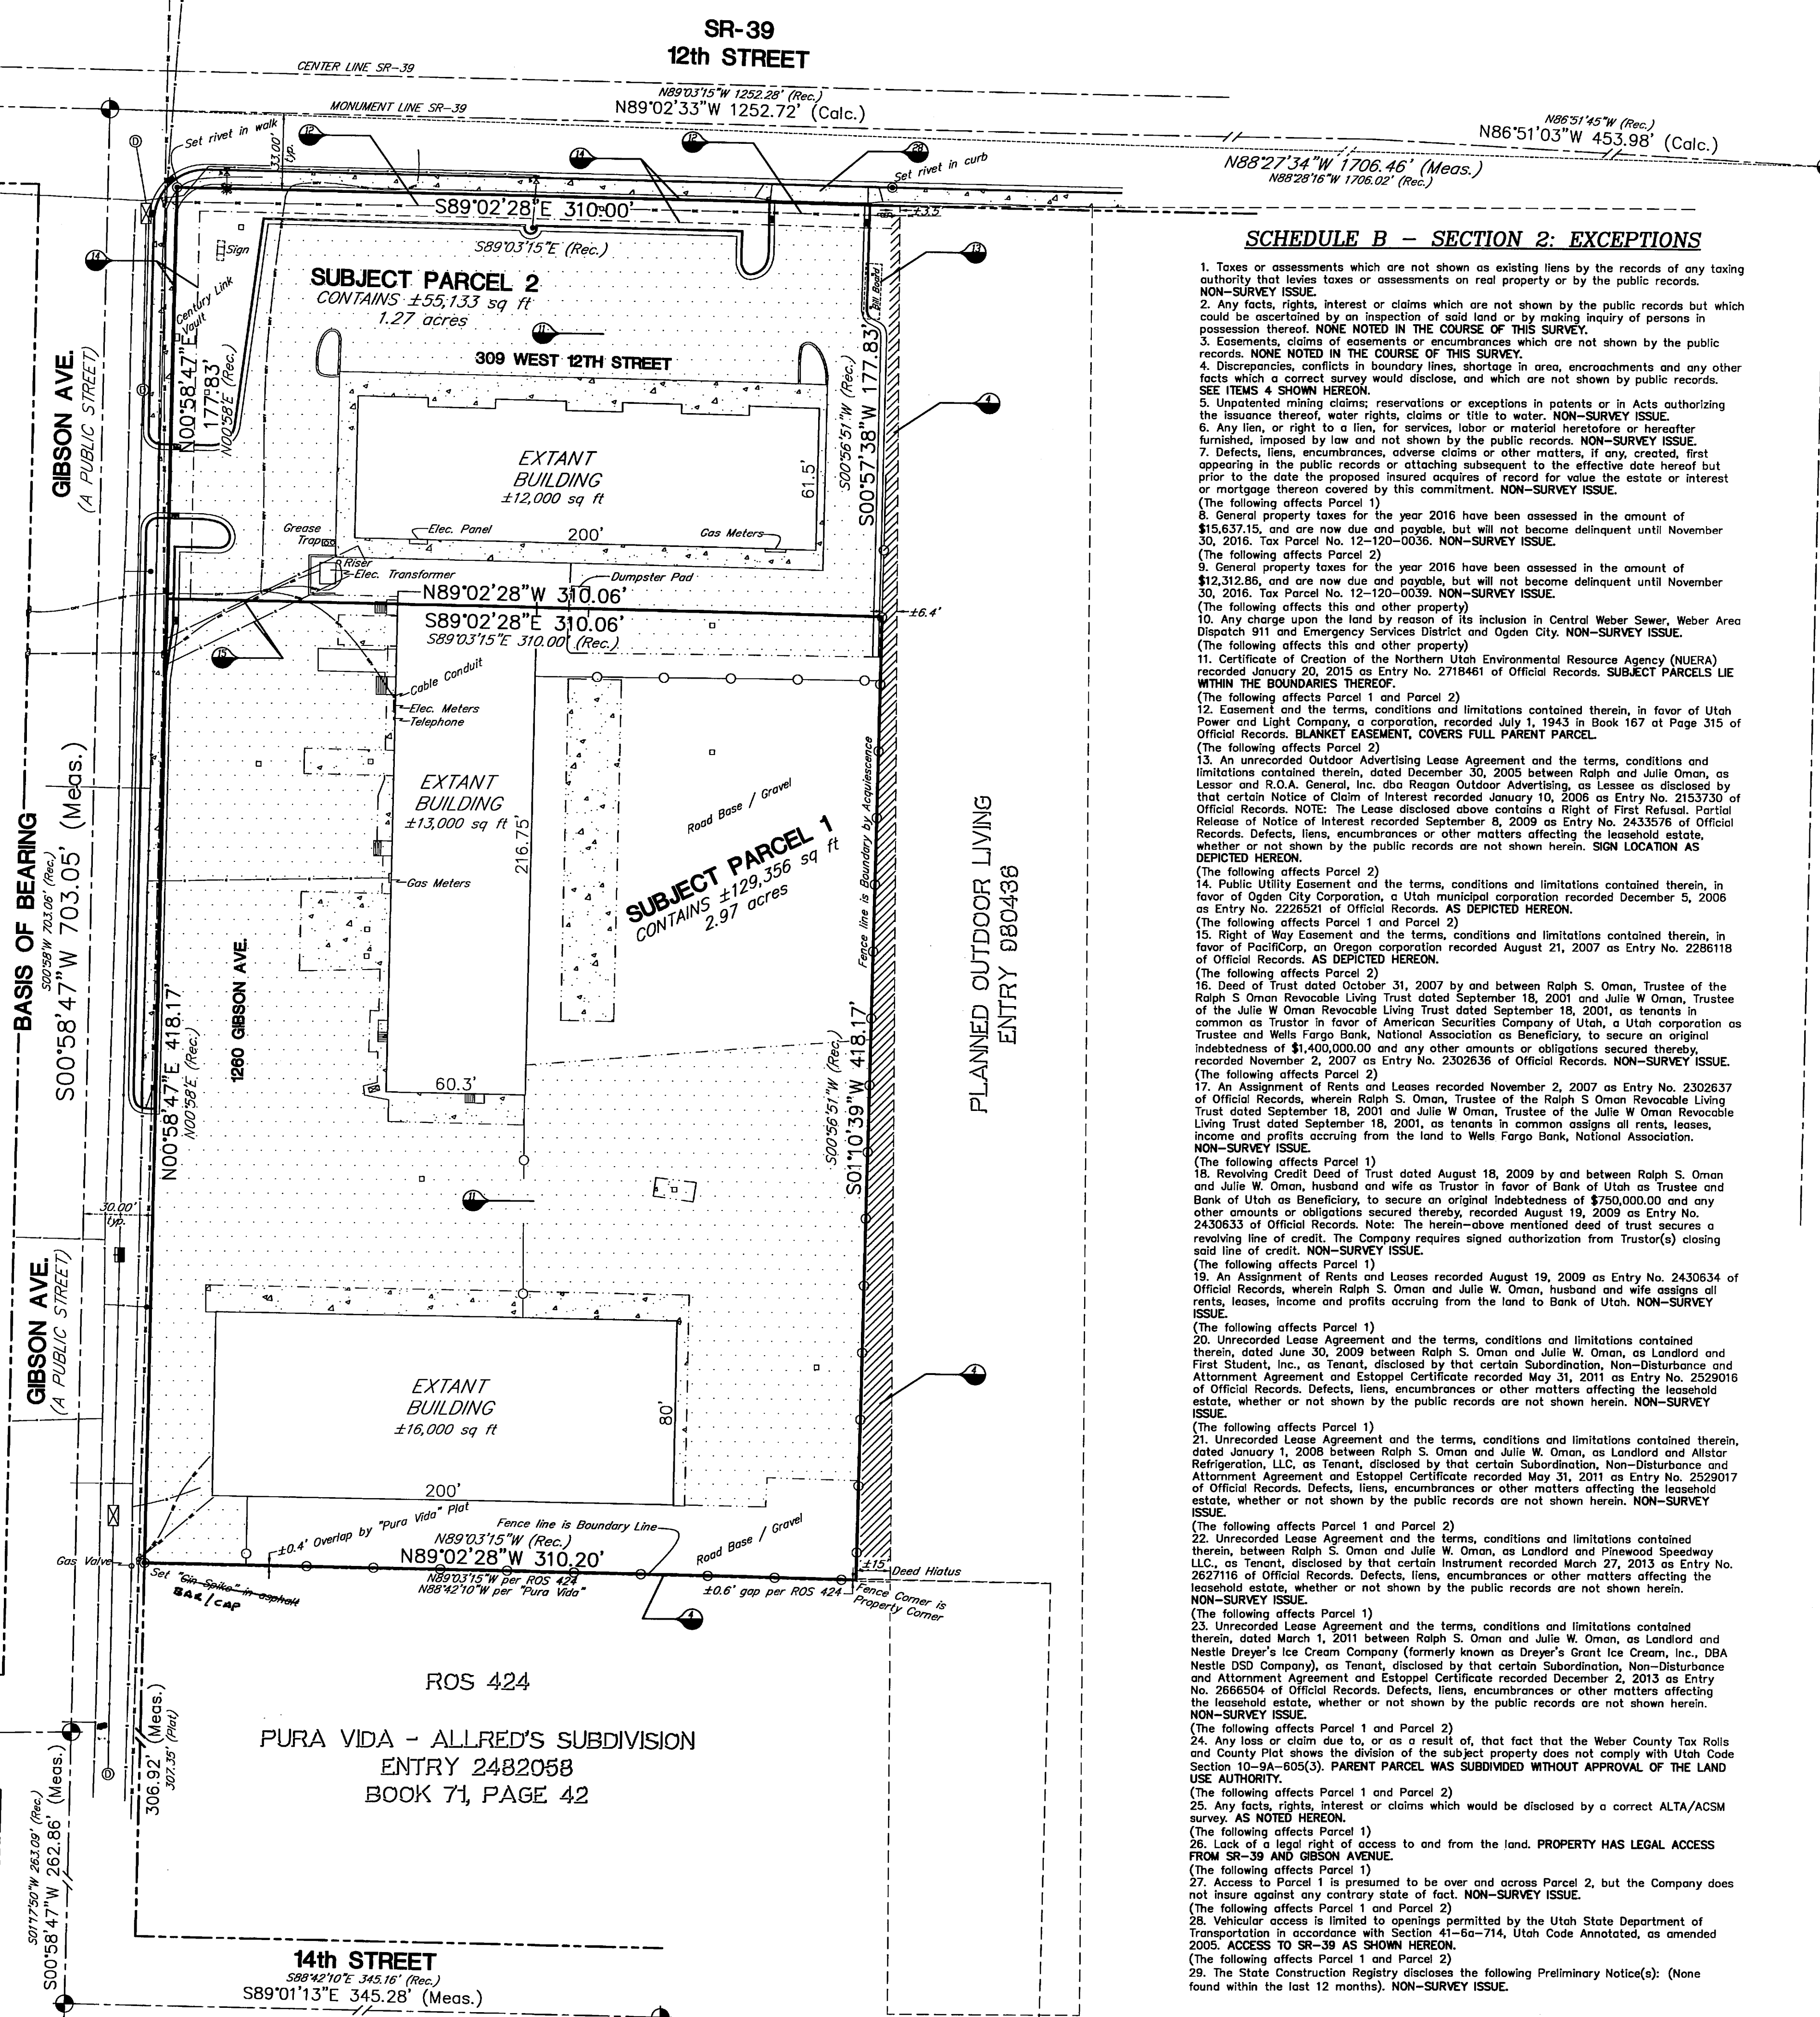 SR-39
12th STREET
CENTER LINE SR-39
N89°03'15"W 1252.28' (Rec.)
MONUMENT LINE SR-39
N89°02'33"W 1252.72' (Calc.)
N86°51'45"W (Rec.)
N86°51'03"W 453.98' (Calc.)
N88°27'34"W 1706.46' (Meas.)
N88°28'16"W 1706.02' (Rec.)
D
Set rivet in walk
33.00'
typ.
12
14
12
28
Set rivet in curb
S89°02'28"E 310.00'
±3.5'
S89°03'15"E (Rec.)
14
Sign
13
Century Link
Vault
Bill Board
SUBJECT PARCEL 2
CONTAINS ±55,133 sq ft
1.27 acres
11
309 WEST 12TH STREET
N00°58'47"E
177.83'
N00°58'E (Rec.)
S00°56'51"W (Rec.)
S00°57'38"W 177.83'
4
D
GIBSON AVE.
(A PUBLIC STREET)
EXTANT
BUILDING
±12,000 sq ft
61.5'
Grease
Trap
Elec. Panel
200'
Gas Meters
Riser
Elec. Transformer
Dumpster Pad
N89°02'28"W 310.06'
S89°02'28"E 310.06'
S89°03'15"E 310.00' (Rec.)
±6.4'
15
Cable Conduit
Elec. Meters
Telephone
BASIS OF BEARING
S00°58'W 703.06' (Rec.)
S00°58'47"W 703.05' (Meas.)
EXTANT
BUILDING
±13,000 sq ft
216.75'
Road Base / Gravel
Fence line is Boundary by Acquiescence
Gas Meters
SUBJECT PARCEL 1
CONTAINS ±129,356 sq ft
2.97 acres
PLANNED OUTDOOR LIVING
ENTRY 980436
1260 GIBSON AVE.
N00°58'47"E 418.17'
N00°58'E (Rec.)
60.3'
S00°56'51"W (Rec.)
S01°10'39"W 418.17'
11
30.00'
typ.
GIBSON AVE.
(A PUBLIC STREET)
EXTANT
BUILDING
±16,000 sq ft
80'
4
200'
±0.4' Overlap by "Pura Vida" Plat
Fence line is Boundary Line
Road Base / Gravel
N89°03'15"W (Rec.)
Gas Valve
N89°02'28"W 310.20'
±15'
Deed Hiatus
Set "Gin Spike" in asphalt
BAR/CAP
N89°03'15"W per ROS 424
N88°42'10"W per "Pura Vida"
±0.6' gap per ROS 424
Fence Corner is
Property Corner
4
ROS 424
306.92' (Meas.)
307.35' (Plat)
PURA VIDA - ALLRED'S SUBDIVISION
ENTRY 2482058
BOOK 71, PAGE 42
D
S01°17'50"W 263.09' (Rec.)
S00°58'47"W 262.86' (Meas.)
14th STREET
S88°42'10"E 345.16' (Rec.)
S89°01'13"E 345.28' (Meas.)
SCHEDULE B - SECTION 2: EXCEPTIONS
1. Taxes or assessments which are not shown as existing liens by the records of any taxing
authority that levies taxes or assessments on real property or by the public records.
NON-SURVEY ISSUE.
2. Any facts, rights, interest or claims which are not shown by the public records but which
could be ascertained by an inspection of said land or by making inquiry of persons in
possession thereof. NONE NOTED IN THE COURSE OF THIS SURVEY.
3. Easements, claims of easements or encumbrances which are not shown by the public
records. NONE NOTED IN THE COURSE OF THIS SURVEY.
4. Discrepancies, conflicts in boundary lines, shortage in area, encroachments and any other
facts which a correct survey would disclose, and which are not shown by public records.
SEE ITEMS 4 SHOWN HEREON.
5. Unpatented mining claims; reservations or exceptions in patents or in Acts authorizing
the issuance thereof, water rights, claims or title to water. NON-SURVEY ISSUE.
6. Any lien, or right to a lien, for services, labor or material heretofore or hereafter
furnished, imposed by law and not shown by the public records. NON-SURVEY ISSUE.
7. Defects, liens, encumbrances, adverse claims or other matters, if any, created, first
appearing in the public records or attaching subsequent to the effective date hereof but
prior to the date the proposed insured acquires of record for value the estate or interest
or mortgage thereon covered by this commitment. NON-SURVEY ISSUE.
(The following affects Parcel 1)
8. General property taxes for the year 2016 have been assessed in the amount of
$15,637.15, and are now due and payable, but will not become delinquent until November
30, 2016. Tax Parcel No. 12-120-0036. NON-SURVEY ISSUE.
(The following affects Parcel 2)
9. General property taxes for the year 2016 have been assessed in the amount of
$12,312.86, and are now due and payable, but will not become delinquent until November
30, 2016. Tax Parcel No. 12-120-0039. NON-SURVEY ISSUE.
(The following affects this and other property)
10. Any charge upon the land by reason of its inclusion in Central Weber Sewer, Weber Area
Dispatch 911 and Emergency Services District and Ogden City. NON-SURVEY ISSUE.
(The following affects this and other property)
11. Certificate of Creation of the Northern Utah Environmental Resource Agency (NUERA)
recorded January 20, 2015 as Entry No. 2718461 of Official Records. SUBJECT PARCELS LIE
WITHIN THE BOUNDARIES THEREOF.
(The following affects Parcel 1 and Parcel 2)
12. Easement and the terms, conditions and limitations contained therein, in favor of Utah
Power and Light Company, a corporation, recorded July 1, 1943 in Book 167 at Page 315 of
Official Records. BLANKET EASEMENT, COVERS FULL PARENT PARCEL.
(The following affects Parcel 2)
13. An unrecorded Outdoor Advertising Lease Agreement and the terms, conditions and
limitations contained therein, dated December 30, 2005 between Ralph and Julie Oman, as
Lessor and R.O.A. General, Inc. dba Reagan Outdoor Advertising, as Lessee as disclosed by
that certain Notice of Claim of Interest recorded January 10, 2006 as Entry No. 2153730 of
Official Records. NOTE: The Lease disclosed above contains a Right of First Refusal. Partial
Release of Notice of Interest recorded September 8, 2009 as Entry No. 2433576 of Official
Records. Defects, liens, encumbrances or other matters affecting the leasehold estate,
whether or not shown by the public records are not shown herein. SIGN LOCATION AS
DEPICTED HEREON.
(The following affects Parcel 2)
14. Public Utility Easement and the terms, conditions and limitations contained therein, in
favor of Ogden City Corporation, a Utah municipal corporation recorded December 5, 2006
as Entry No. 2226521 of Official Records. AS DEPICTED HEREON.
(The following affects Parcel 1 and Parcel 2)
15. Right of Way Easement and the terms, conditions and limitations contained therein, in
favor of PacifiCorp, an Oregon corporation recorded August 21, 2007 as Entry No. 2286118
of Official Records. AS DEPICTED HEREON.
(The following affects Parcel 2)
16. Deed of Trust dated October 31, 2007 by and between Ralph S. Oman, Trustee of the
Ralph S Oman Revocable Living Trust dated September 18, 2001 and Julie W Oman, Trustee
of the Julie W Oman Revocable Living Trust dated September 18, 2001, as tenants in
common as Trustor in favor of American Securities Company of Utah, a Utah corporation as
Trustee and Wells Fargo Bank, National Association as Beneficiary, to secure an original
indebtedness of $1,400,000.00 and any other amounts or obligations secured thereby,
recorded November 2, 2007 as Entry No. 2302636 of Official Records. NON-SURVEY ISSUE.
(The following affects Parcel 2)
17. An Assignment of Rents and Leases recorded November 2, 2007 as Entry No. 2302637
of Official Records, wherein Ralph S. Oman, Trustee of the Ralph S Oman Revocable Living
Trust dated September 18, 2001 and Julie W Oman, Trustee of the Julie W Oman Revocable
Living Trust dated September 18, 2001, as tenants in common assigns all rents, leases,
income and profits accruing from the land to Wells Fargo Bank, National Association.
NON-SURVEY ISSUE.
(The following affects Parcel 1)
18. Revolving Credit Deed of Trust dated August 18, 2009 by and between Ralph S. Oman
and Julie W. Oman, husband and wife as Trustor in favor of Bank of Utah as Trustee and
Bank of Utah as Beneficiary, to secure an original indebtedness of $750,000.00 and any
other amounts or obligations secured thereby, recorded August 19, 2009 as Entry No.
2430633 of Official Records. Note: The herein-above mentioned deed of trust secures a
revolving line of credit. The Company requires signed authorization from Trustor(s) closing
said line of credit. NON-SURVEY ISSUE.
(The following affects Parcel 1)
19. An Assignment of Rents and Leases recorded August 19, 2009 as Entry No. 2430634 of
Official Records, wherein Ralph S. Oman and Julie W. Oman, husband and wife assigns all
rents, leases, income and profits accruing from the land to Bank of Utah. NON-SURVEY
ISSUE.
(The following affects Parcel 1)
20. Unrecorded Lease Agreement and the terms, conditions and limitations contained
therein, dated June 30, 2009 between Ralph S. Oman and Julie W. Oman, as Landlord and
First Student, Inc., as Tenant, disclosed by that certain Subordination, Non-Disturbance and
Attornment Agreement and Estoppel Certificate recorded May 31, 2011 as Entry No. 2529016
of Official Records. Defects, liens, encumbrances or other matters affecting the leasehold
estate, whether or not shown by the public records are not shown herein. NON-SURVEY
ISSUE.
(The following affects Parcel 1)
21. Unrecorded Lease Agreement and the terms, conditions and limitations contained therein,
dated January 1, 2008 between Ralph S. Oman and Julie W. Oman, as Landlord and Allstar
Refrigeration, LLC, as Tenant, disclosed by that certain Subordination, Non-Disturbance and
Attornment Agreement and Estoppel Certificate recorded May 31, 2011 as Entry No. 2529017
of Official Records. Defects, liens, encumbrances or other matters affecting the leasehold
estate, whether or not shown by the public records are not shown herein. NON-SURVEY
ISSUE.
(The following affects Parcel 1 and Parcel 2)
22. Unrecorded Lease Agreement and the terms, conditions and limitations contained
therein, between Ralph S. Oman and Julie W. Oman, as Landlord and Pinewood Speedway
LLC., as Tenant, disclosed by that certain Instrument recorded March 27, 2013 as Entry No.
2627116 of Official Records. Defects, liens, encumbrances or other matters affecting the
leasehold estate, whether or not shown by the public records are not shown herein.
NON-SURVEY ISSUE.
(The following affects Parcel 1)
23. Unrecorded Lease Agreement and the terms, conditions and limitations contained
therein, dated March 1, 2011 between Ralph S. Oman and Julie W. Oman, as Landlord and
Nestle Dreyer's Ice Cream Company (formerly known as Dreyer's Grant Ice Cream, Inc., DBA
Nestle DSD Company), as Tenant, disclosed by that certain Subordination, Non-Disturbance
and Attornment Agreement and Estoppel Certificate recorded December 2, 2013 as Entry
No. 2666504 of Official Records. Defects, liens, encumbrances or other matters affecting
the leasehold estate, whether or not shown by the public records are not shown herein.
NON-SURVEY ISSUE.
(The following affects Parcel 1 and Parcel 2)
24. Any loss or claim due to, or as a result of, that fact that the Weber County Tax Rolls
and County Plat shows the division of the subject property does not comply with Utah Code
Section 10-9A-605(3). PARENT PARCEL WAS SUBDIVIDED WITHOUT APPROVAL OF THE LAND
USE AUTHORITY.
(The following affects Parcel 1 and Parcel 2)
25. Any facts, rights, interest or claims which would be disclosed by a correct ALTA/ACSM
survey. AS NOTED HEREON.
(The following affects Parcel 1)
26. Lack of a legal right of access to and from the land. PROPERTY HAS LEGAL ACCESS
FROM SR-39 AND GIBSON AVENUE.
(The following affects Parcel 1)
27. Access to Parcel 1 is presumed to be over and across Parcel 2, but the Company does
not insure against any contrary state of fact. NON-SURVEY ISSUE.
(The following affects Parcel 1 and Parcel 2)
28. Vehicular access is limited to openings permitted by the Utah State Department of
Transportation in accordance with Section 41-6a-714, Utah Code Annotated, as amended
2005. ACCESS TO SR-39 AS SHOWN HEREON.
(The following affects Parcel 1 and Parcel 2)
29. The State Construction Registry discloses the following Preliminary Notice(s): (None
found within the last 12 months). NON-SURVEY ISSUE.